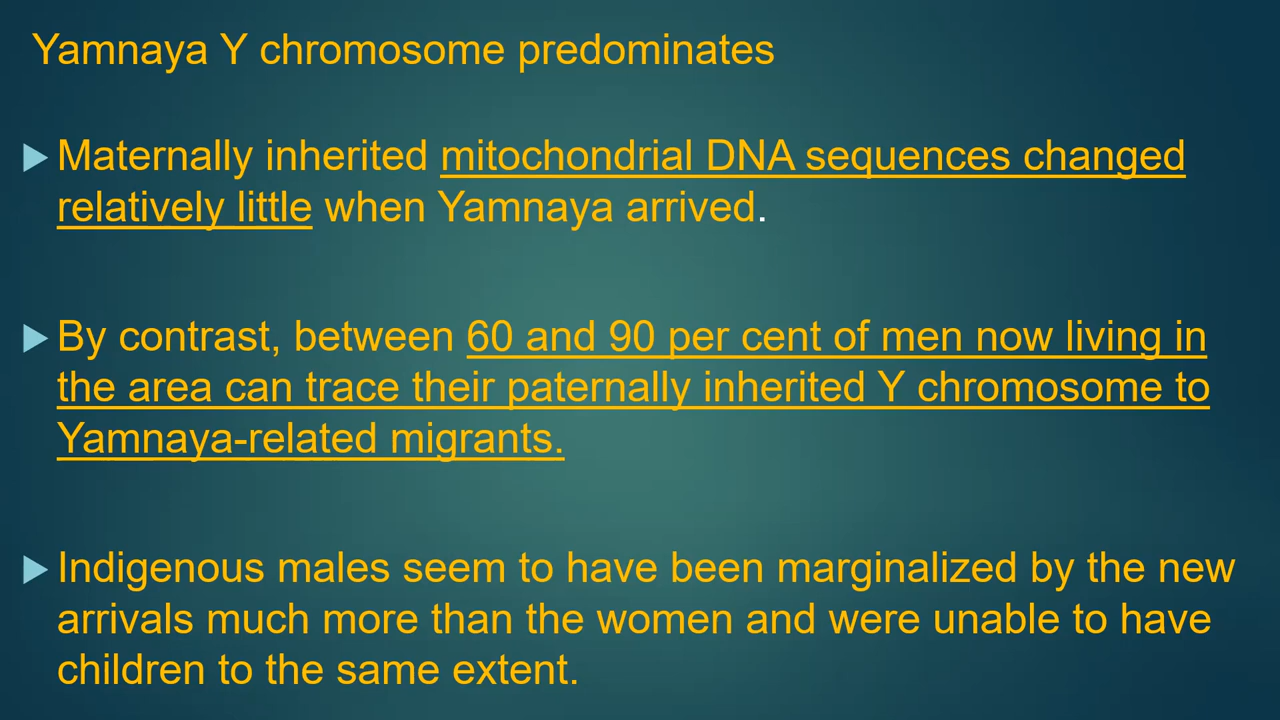 Yamnaya Y chromosome predominates
Maternally inherited mitochondrial DNA sequences changed
relatively little when Yamnaya arrived.
By contrast, between 60 and 90 per cent of men now living in
the area can trace their paternally inherited Y chromosome to
Yamnaya-related migrants.
Indigenous males seem to have been marginalized by the new
arrivals much more than the women and were unable to have
children to the same extent.